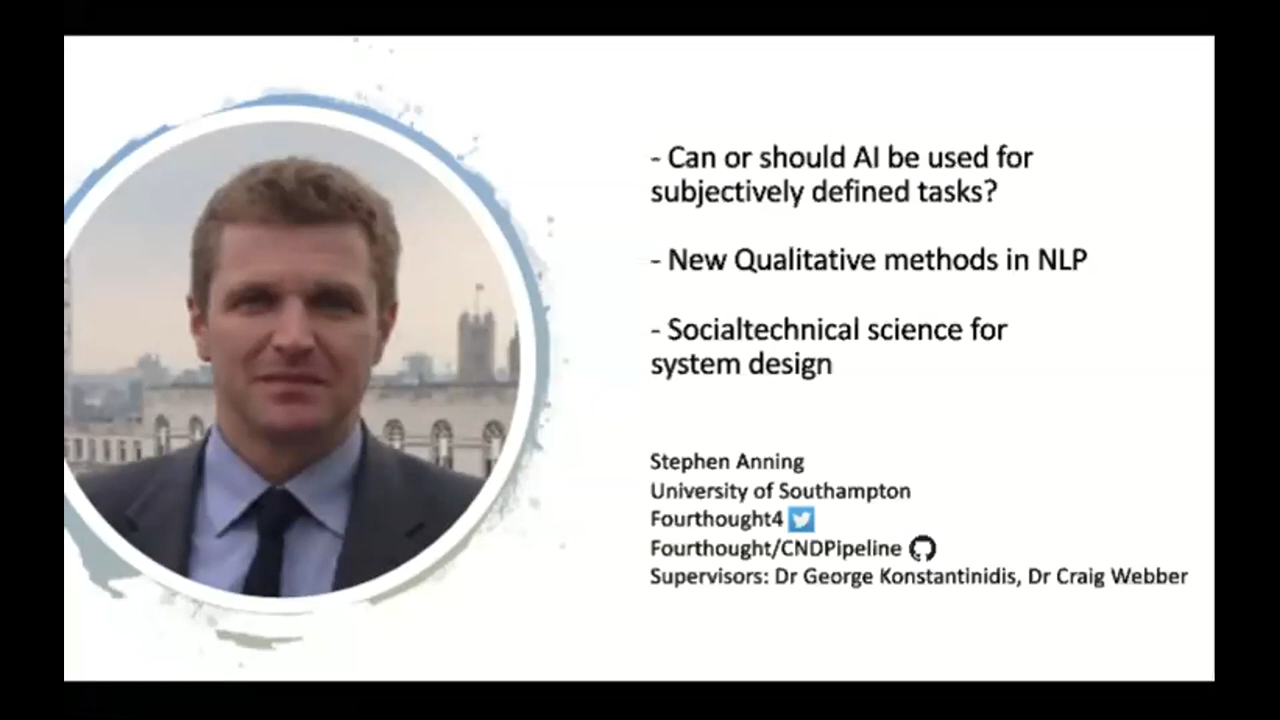 - Can or should AI be used for
subjectively defined tasks?
- New Qualitative methods in NLP
- Socialtechnical science for
system design
Stephen Anning
University of Southampton
Fourthought4
Fourthought/CNDPipeline
Supervisors: Dr George Konstantinidis, Dr Craig Webber